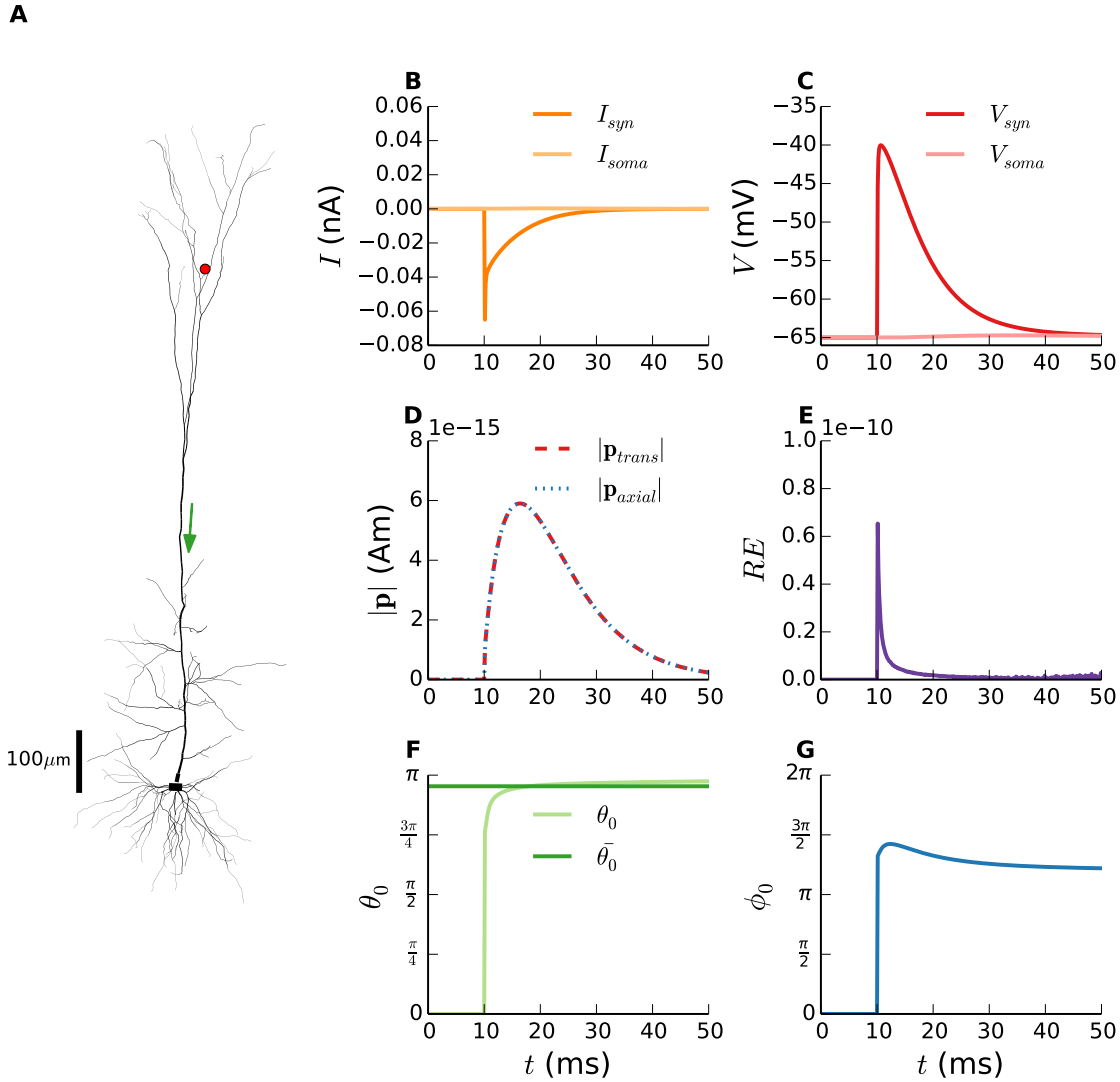 A
100μm
B
I (nA)
0.06
0.04
0.02
0.00
−0.02
−0.04
−0.06
−0.08
0 10 20 30 40 50
I_syn
I_soma
C
V (mV)
−35
−40
−45
−50
−55
−60
−65
0 10 20 30 40 50
V_syn
V_soma
D
1e−15
|p| (Am)
8
6
4
2
0
0 10 20 30 40 50
|p_trans|
|p_axial|
E
1e−10
RE
1.0
0.8
0.6
0.4
0.2
0.0
0 10 20 30 40 50
F
θ_0
π
3π/4
π/2
π/4
0
0 10 20 30 40 50
θ_0
θ̄_0
t (ms)
G
ϕ_0
2π
3π/2
π
π/2
0
0 10 20 30 40 50
t (ms)